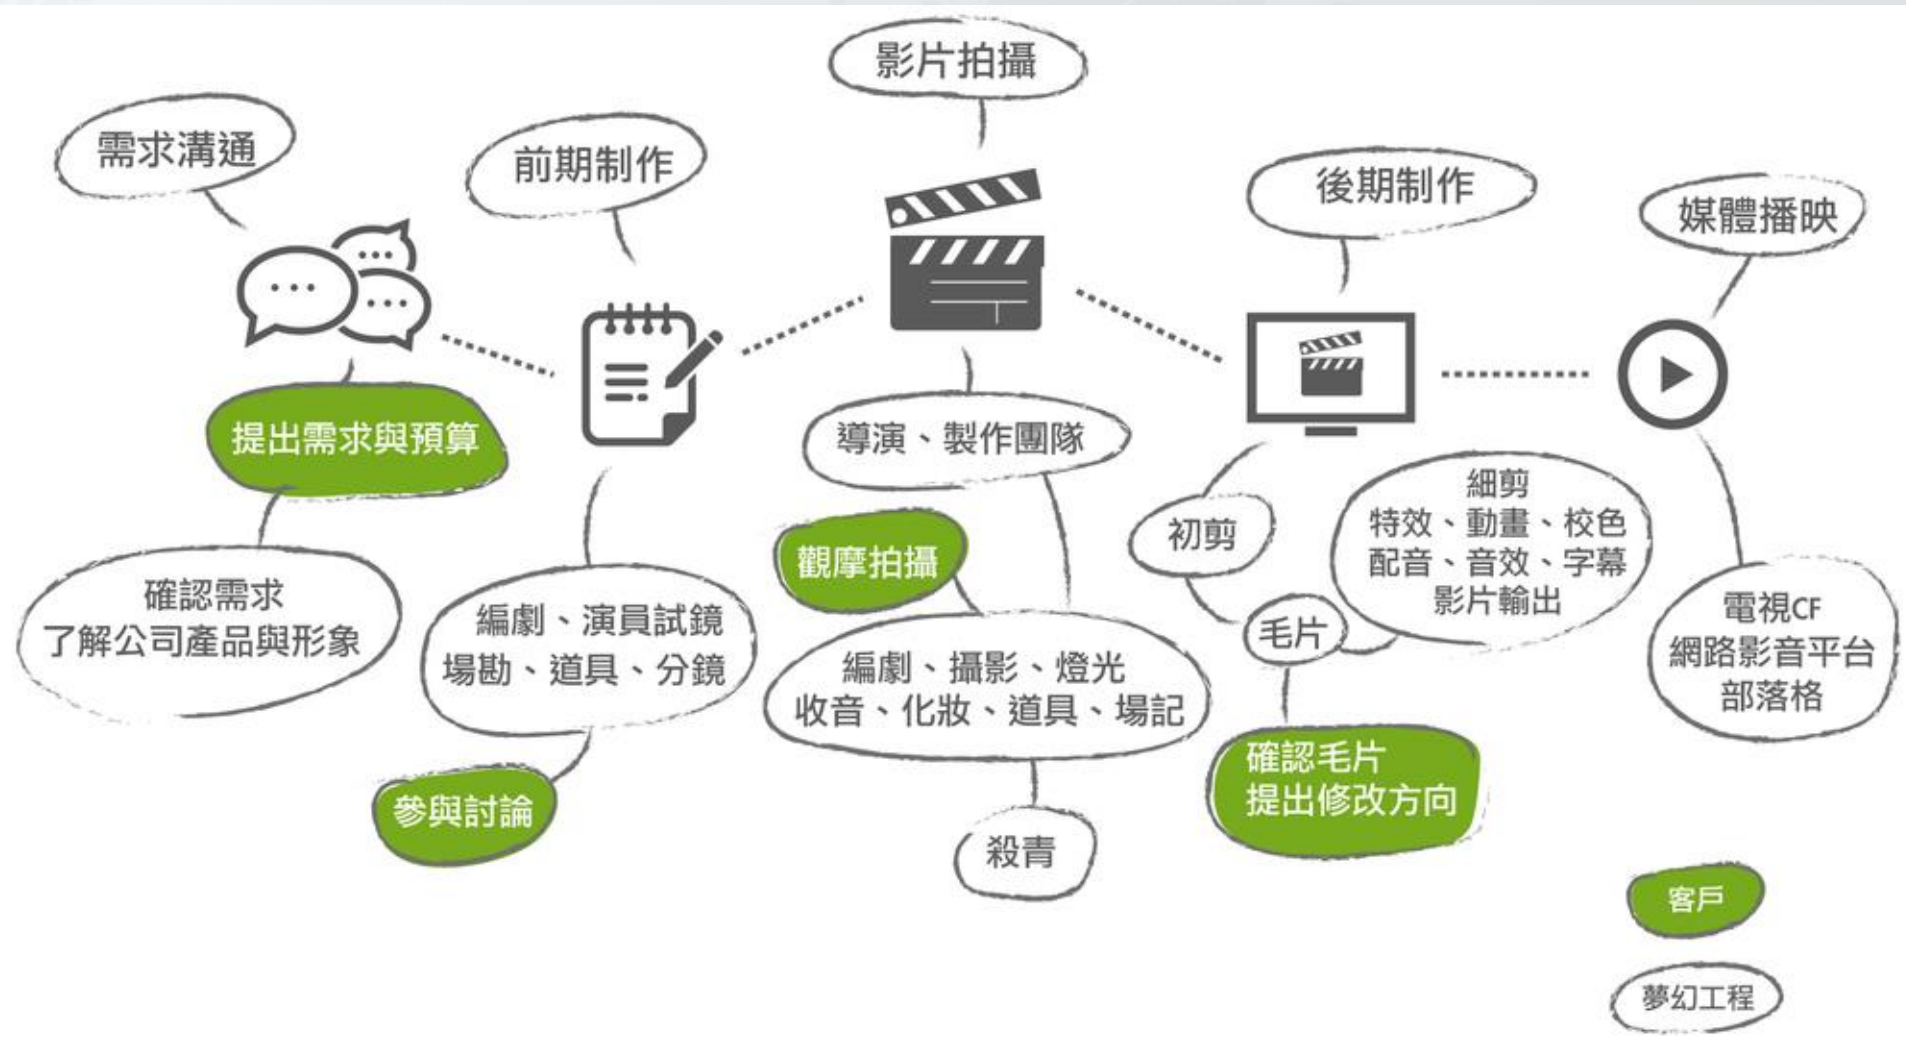 需求溝通
提出需求與預算
確認需求
了解公司產品與形象
前期制作
編劇、演員試鏡
場勘、道具、分鏡
參與討論
影片拍攝
導演、製作團隊
觀摩拍攝
編劇、攝影、燈光
收音、化妝、道具、場記
殺青
後期制作
初剪
毛片
細剪
特效、動畫、校色
配音、音效、字幕
影片輸出
確認毛片
提出修改方向
媒體播映
電視CF
網路影音平台
部落格
客戶
夢幻工程